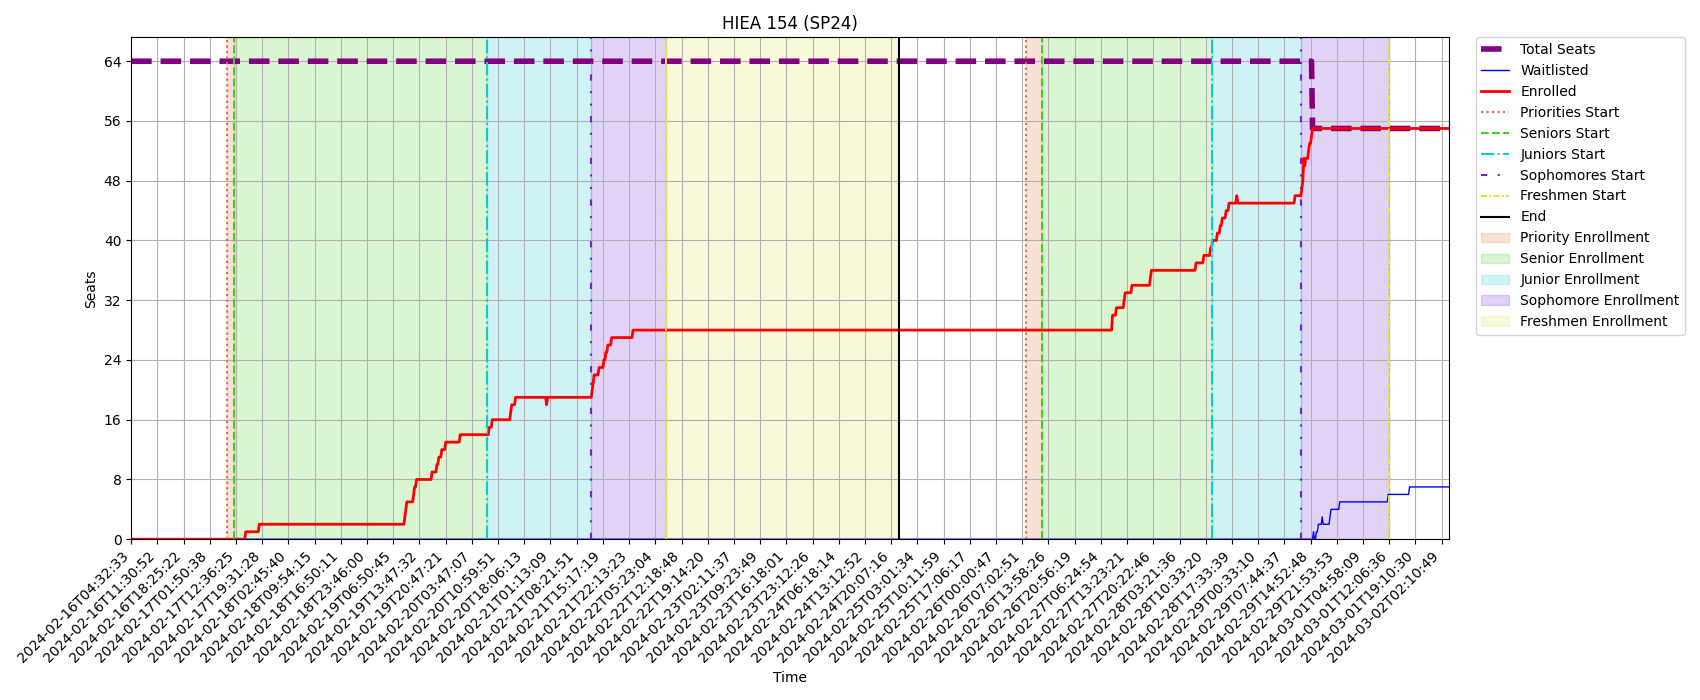 HIEA 154 (SP24)
Seats
64
56
48
40
32
24
16
8
0
2024-02-16T04:32:33
2024-02-16T11:30:52
2024-02-16T18:25:22
2024-02-17T01:50:38
2024-02-17T12:36:25
2024-02-17T19:31:28
2024-02-18T02:45:40
2024-02-18T09:54:15
2024-02-18T16:50:11
2024-02-18T23:46:00
2024-02-19T06:50:45
2024-02-19T13:47:32
2024-02-19T20:47:21
2024-02-20T03:47:07
2024-02-20T10:59:51
2024-02-20T18:06:13
2024-02-21T01:13:09
2024-02-21T08:21:51
2024-02-21T15:17:19
2024-02-21T22:13:23
2024-02-22T05:23:04
2024-02-22T12:18:48
2024-02-22T19:14:20
2024-02-23T02:11:37
2024-02-23T09:23:49
2024-02-23T16:18:01
2024-02-23T23:12:26
2024-02-24T06:18:14
2024-02-24T13:12:52
2024-02-24T20:07:16
2024-02-25T03:01:34
2024-02-25T10:11:59
2024-02-25T17:06:17
2024-02-26T00:00:47
2024-02-26T07:02:51
2024-02-26T13:58:26
2024-02-26T20:56:19
2024-02-27T06:24:54
2024-02-27T13:23:21
2024-02-27T20:22:46
2024-02-28T03:21:36
2024-02-28T10:33:20
2024-02-28T17:33:39
2024-02-29T00:33:10
2024-02-29T07:44:37
2024-02-29T14:52:48
2024-02-29T21:53:53
2024-03-01T04:58:09
2024-03-01T12:06:36
2024-03-01T19:10:30
2024-03-02T02:10:49
Time
Total Seats
Waitlisted
Enrolled
Priorities Start
Seniors Start
Juniors Start
Sophomores Start
Freshmen Start
End
Priority Enrollment
Senior Enrollment
Junior Enrollment
Sophomore Enrollment
Freshmen Enrollment